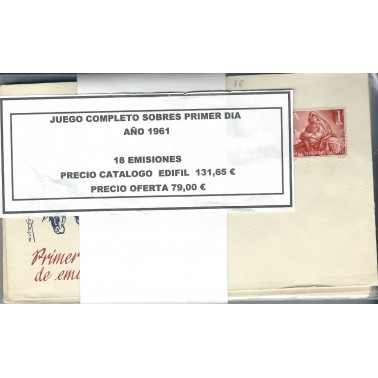 18
JUEGO COMPLETO SOBRES PRIMER DIA
AÑO 1961
18 EMISIONES
PRECIO CATALOGO EDIFIL 131,65 €
PRECIO OFERTA 79,00 €
Primer
de emi